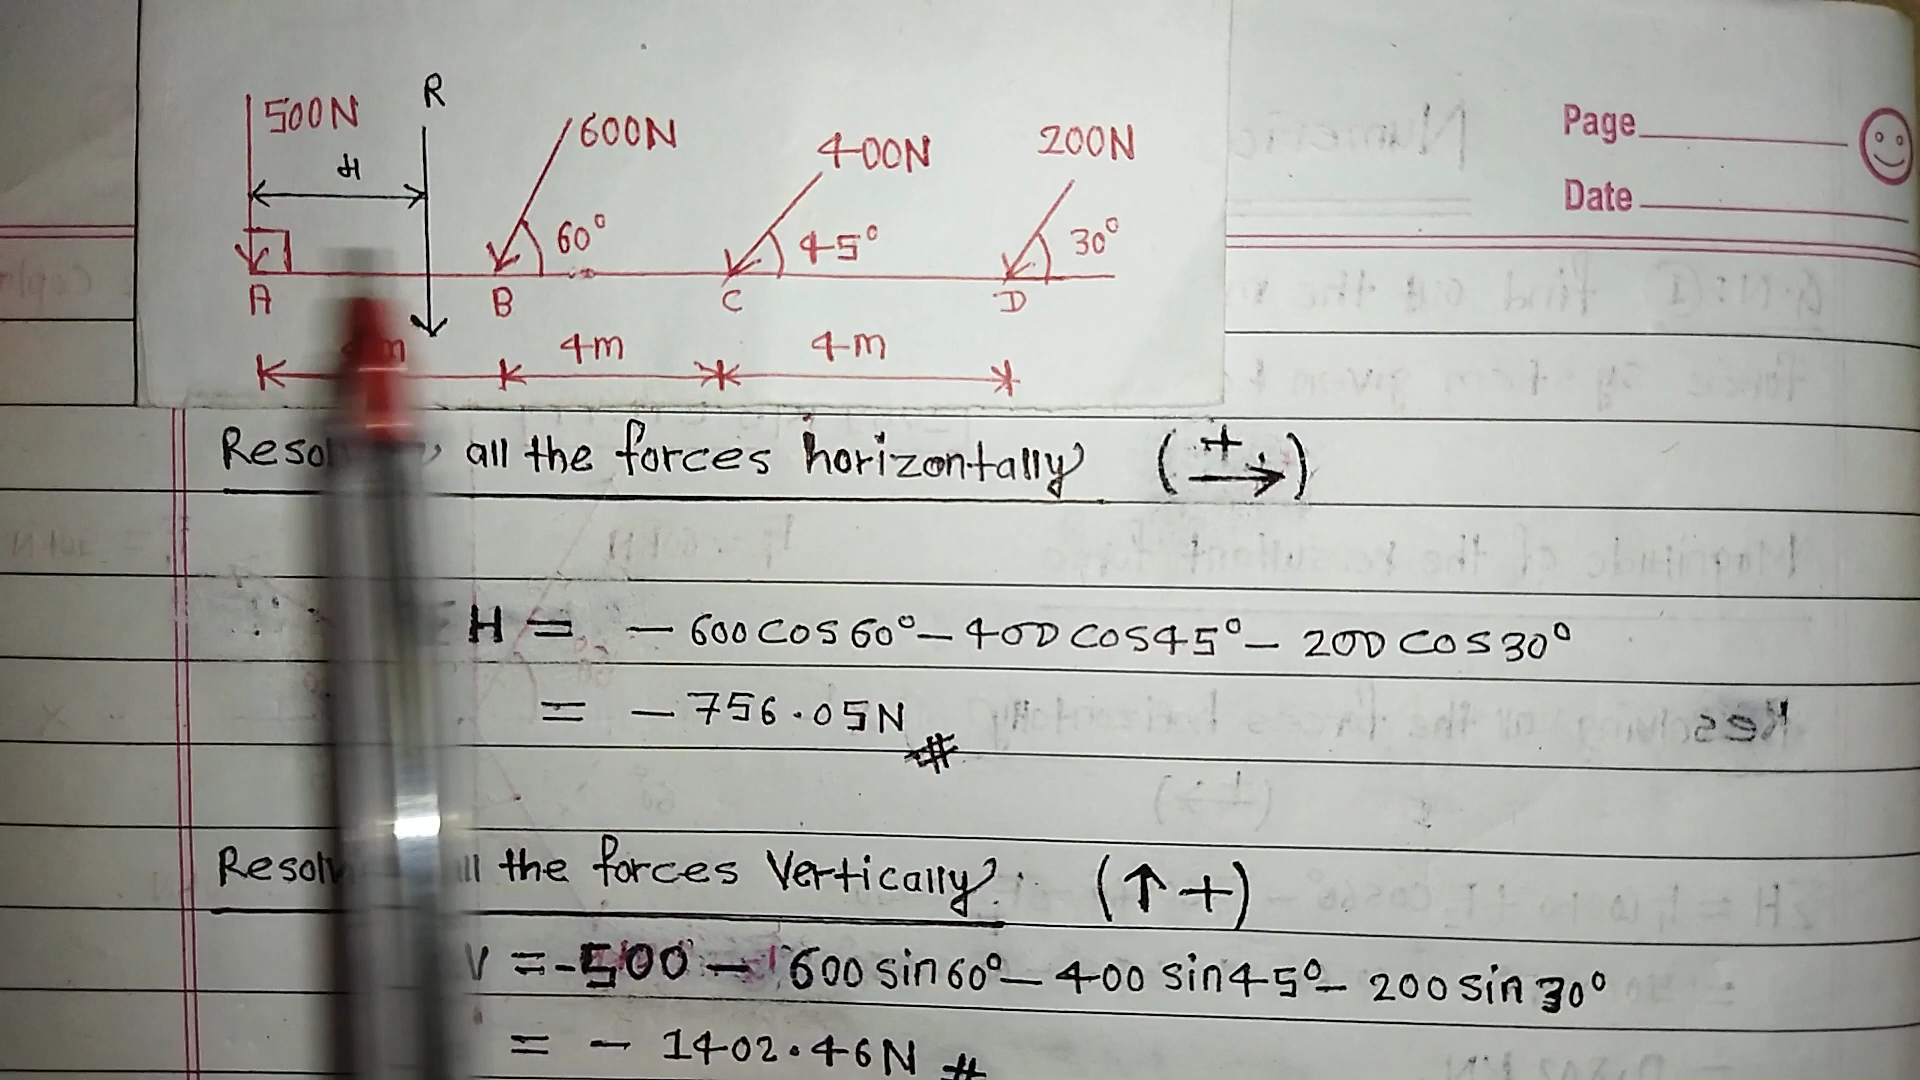 500N R 600N 400N 200N
x
60° 45° 30°
A B C D
4m 4m
all the forces horizontally (+→)
H = - 600 cos 60° - 400 cos 45° - 200 cos 30°
= - 756.05N #
all the forces Vertically: (↑+)
V = -500 - 600 sin 60° - 400 sin 45° - 200 sin 30°
= - 1402.46N #
Page
Date